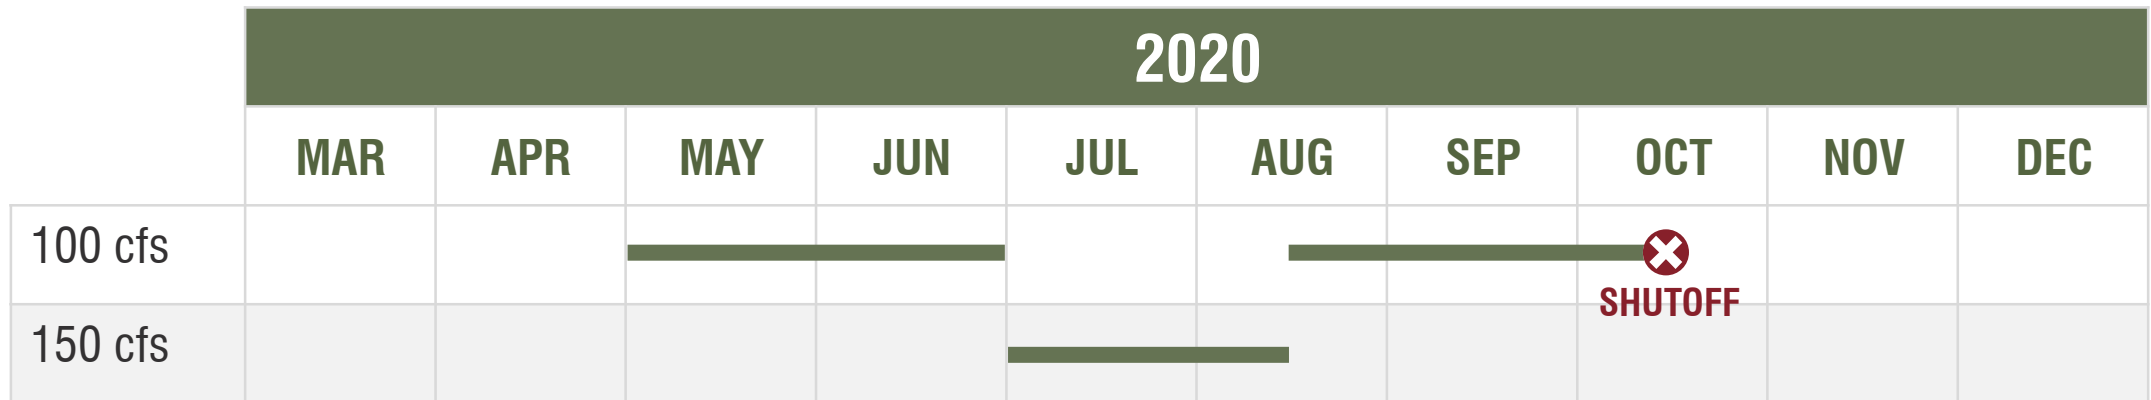 2020
MAR APR MAY JUN JUL AUG SEP OCT NOV DEC
100 cfs
SHUTOFF
150 cfs